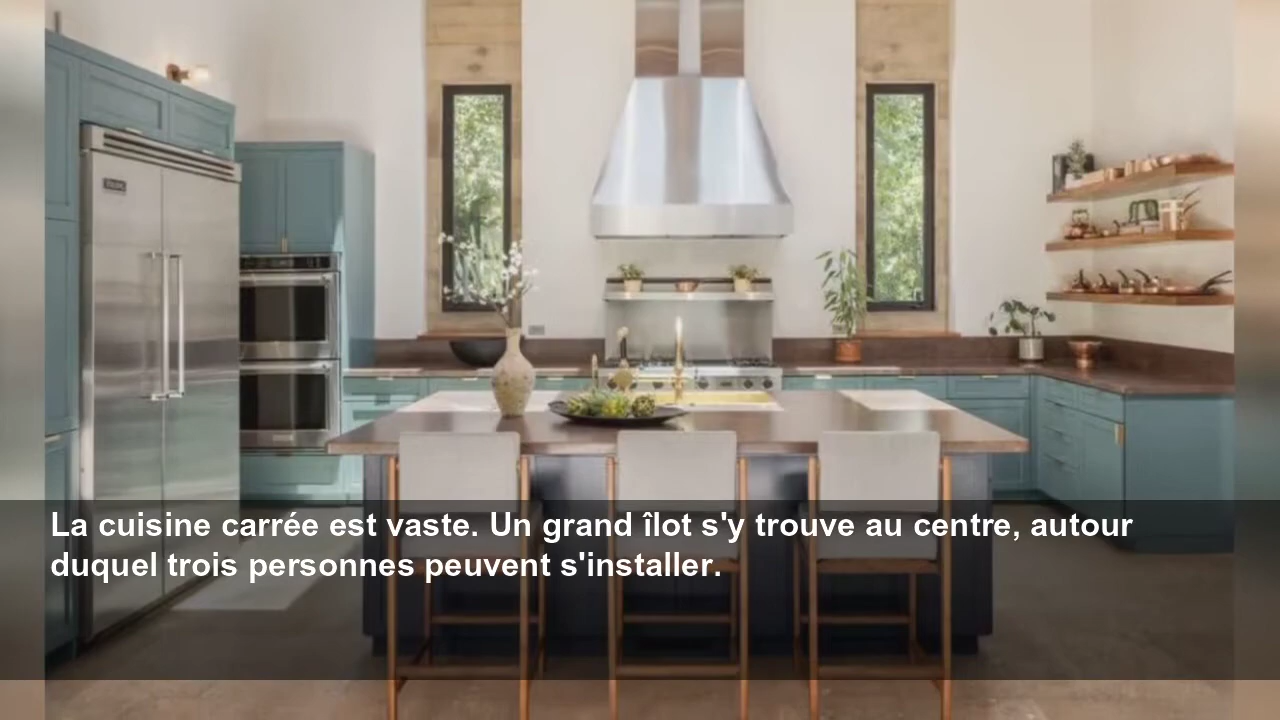 La cuisine carrée est vaste. Un grand îlot s'y trouve au centre, autour
duquel trois personnes peuvent s'installer.